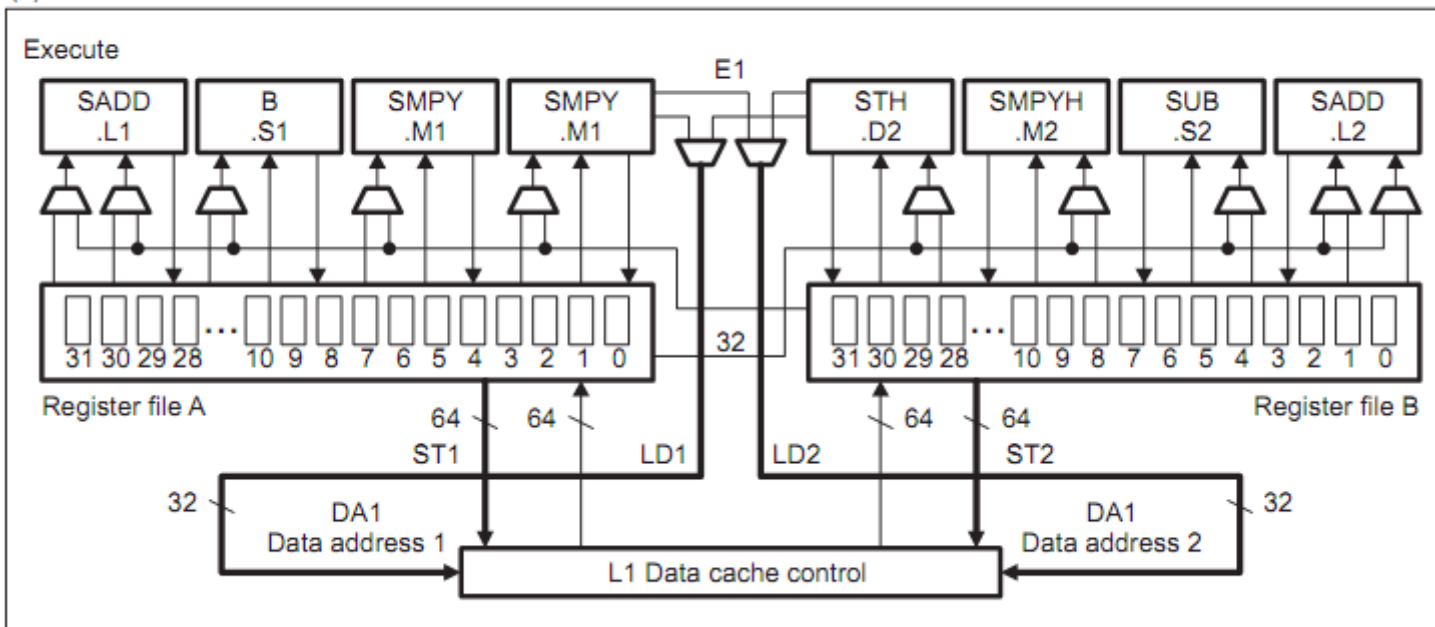 Execute
E1
SADD
.L1
B
.S1
SMPY
.M1
SMPY
.M1
STH
.D2
SMPYH
.M2
SUB
.S2
SADD
.L2
31 30 29 28 ... 10 9 8 7 6 5 4 3 2 1 0
32
31 30 29 28 ... 10 9 8 7 6 5 4 3 2 1 0
Register file A
Register file B
64
64
64
64
ST1
LD1
LD2
ST2
32
32
DA1
Data address 1
DA1
Data address 2
L1 Data cache control